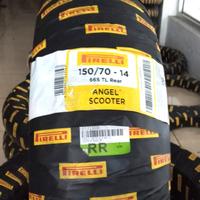 PIRELLI
150/70 - 14
66S TL Rear
ANGEL
SCOOTER
RR
PIRELLI
PIRELLI